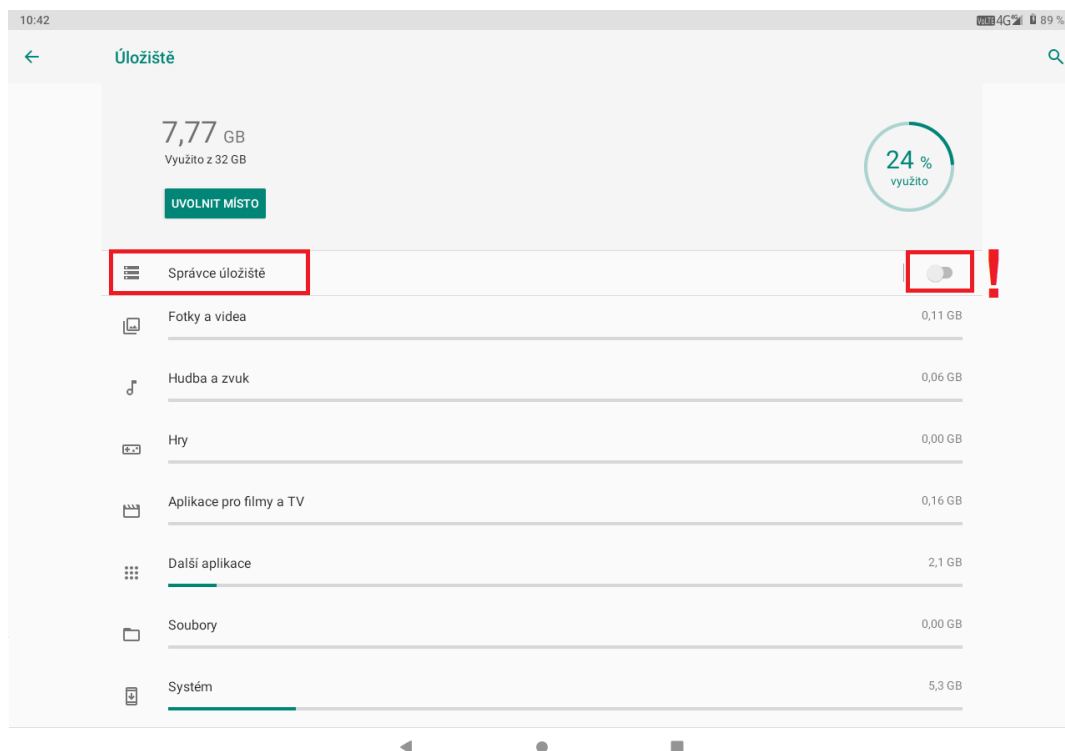 10:42 VoLTE 4G 89 %
Úložiště
7,77 GB
Využito z 32 GB
24 %
využito
UVOLNIT MÍSTO
Správce úložiště !
Fotky a videa 0,11 GB
Hudba a zvuk 0,06 GB
Hry 0,00 GB
Aplikace pro filmy a TV 0,16 GB
Další aplikace 2,1 GB
Soubory 0,00 GB
Systém 5,3 GB